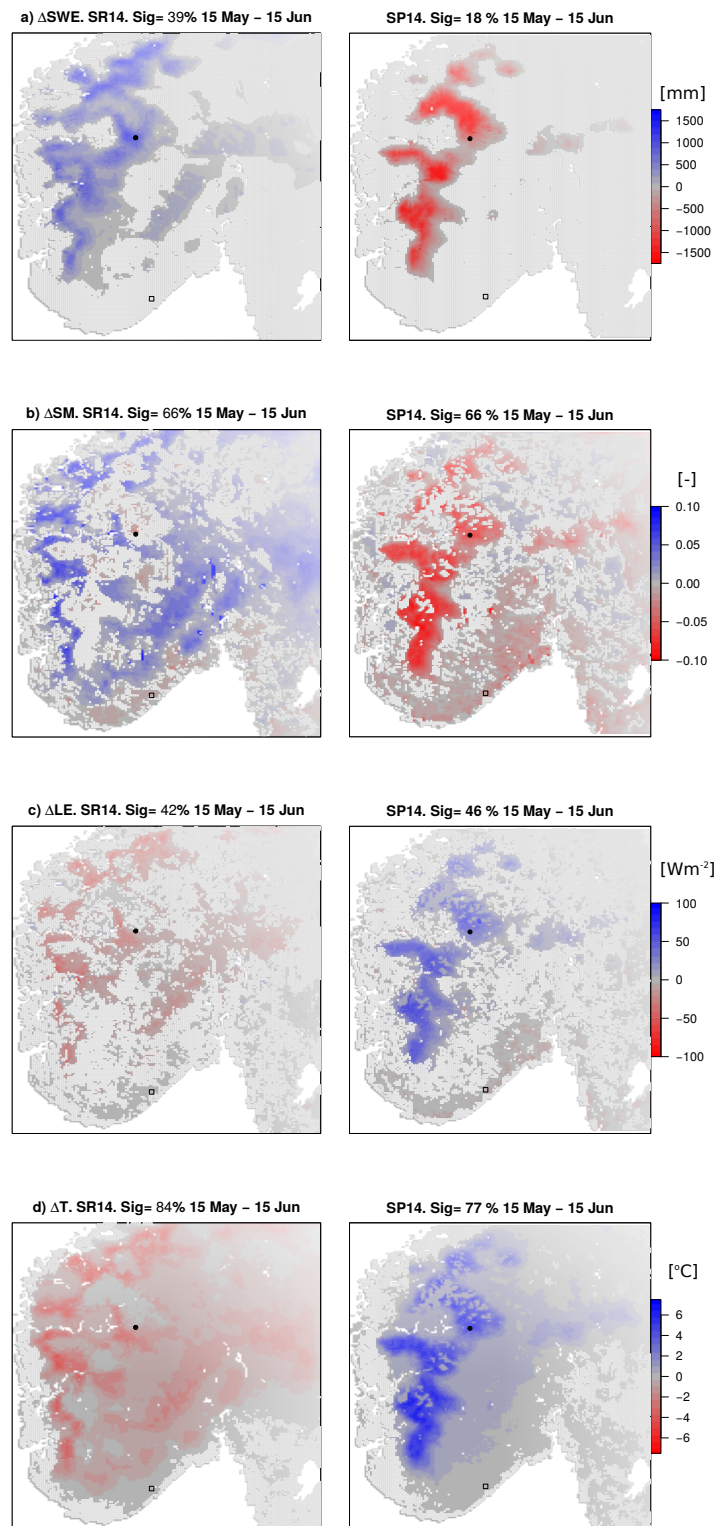 a) ΔSWE. SR14. Sig= 39% 15 May − 15 Jun
SP14. Sig= 18 % 15 May − 15 Jun
[mm]
1500
1000
500
0
−500
−1000
−1500
b) ΔSM. SR14. Sig= 66% 15 May − 15 Jun
SP14. Sig= 66 % 15 May − 15 Jun
[-]
0.10
0.05
0.00
−0.05
−0.10
c) ΔLE. SR14. Sig= 42% 15 May − 15 Jun
SP14. Sig= 46 % 15 May − 15 Jun
[Wm⁻²]
100
50
0
−50
−100
d) ΔT. SR14. Sig= 84% 15 May − 15 Jun
SP14. Sig= 77 % 15 May − 15 Jun
[°C]
6
4
2
0
−2
−4
−6